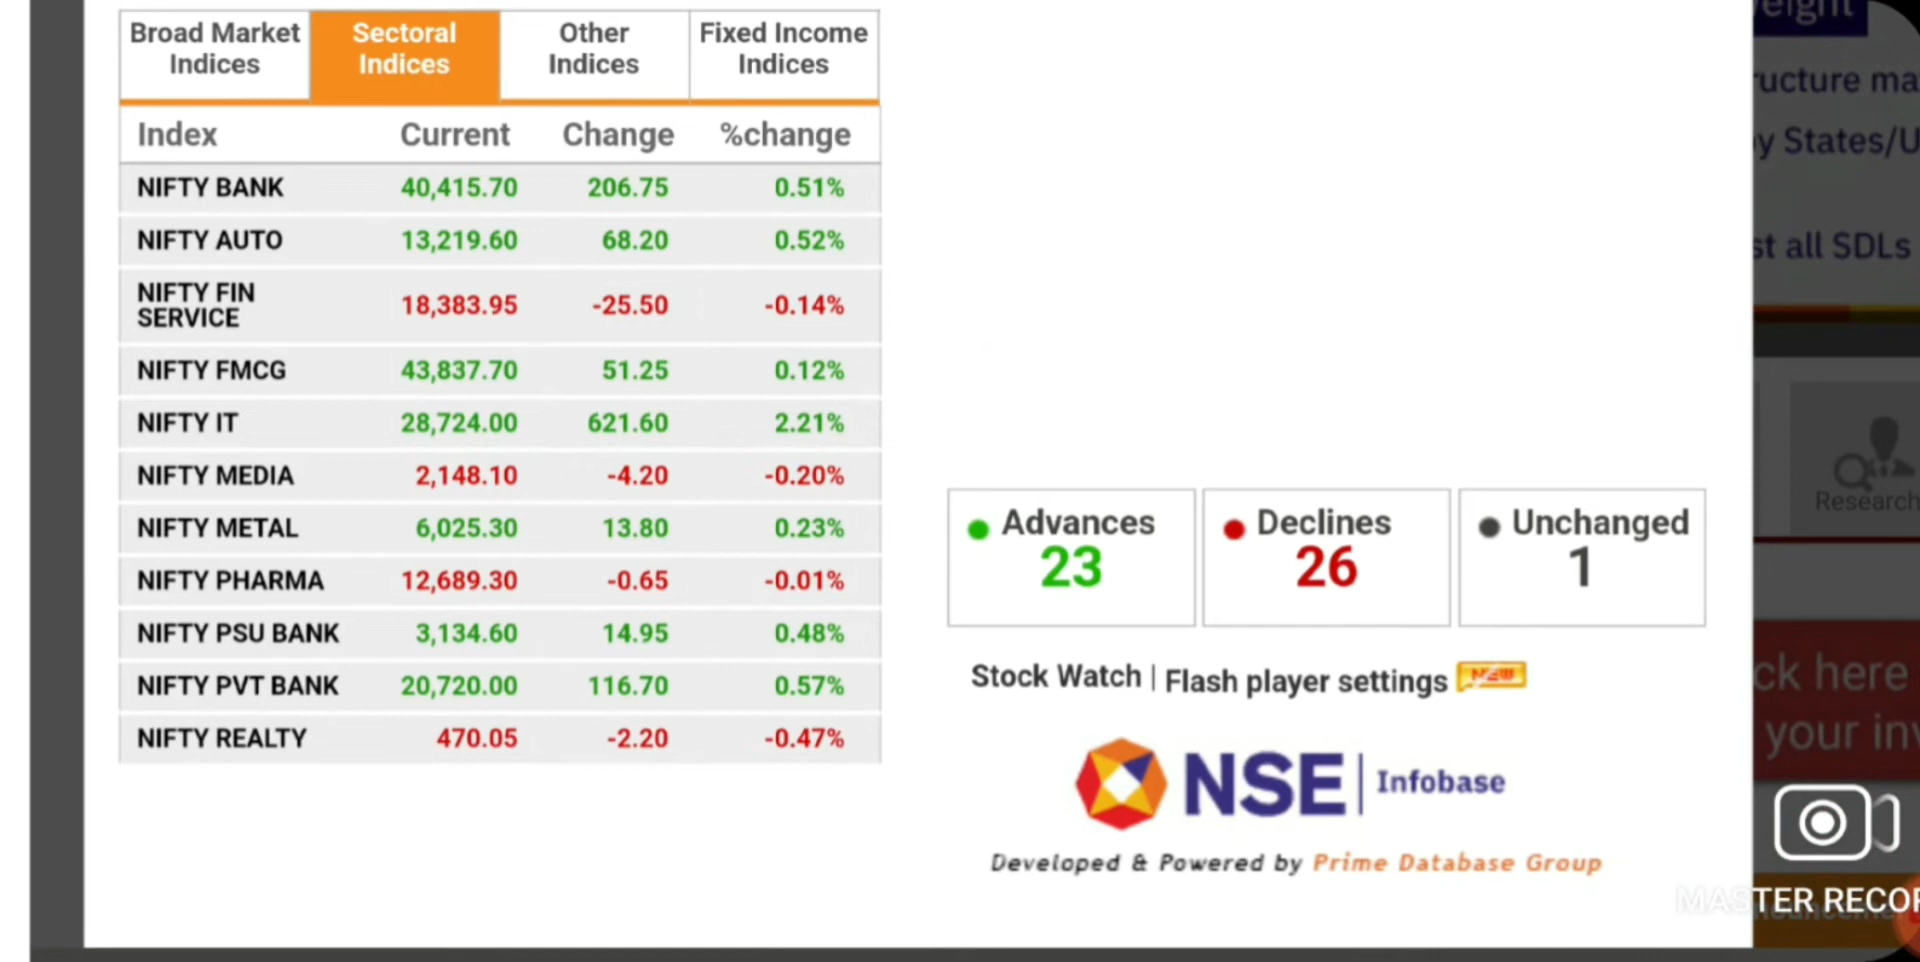 Broad Market Indices
Sectoral Indices
Other Indices
Fixed Income Indices
Index Current Change %change
NIFTY BANK 40,415.70 206.75 0.51%
NIFTY AUTO 13,219.60 68.20 0.52%
NIFTY FIN SERVICE 18,383.95 -25.50 -0.14%
NIFTY FMCG 43,837.70 51.25 0.12%
NIFTY IT 28,724.00 621.60 2.21%
NIFTY MEDIA 2,148.10 -4.20 -0.20%
NIFTY METAL 6,025.30 13.80 0.23%
NIFTY PHARMA 12,689.30 -0.65 -0.01%
NIFTY PSU BANK 3,134.60 14.95 0.48%
NIFTY PVT BANK 20,720.00 116.70 0.57%
NIFTY REALTY 470.05 -2.20 -0.47%
Advances
23
Declines
26
Unchanged
1
Stock Watch | Flash player settings NEW
NSE | Infobase
Developed & Powered by Prime Database Group
eight
ructure ma
y States/U
st all SDLs
Research
ck here
your inv
MASTER RECOR